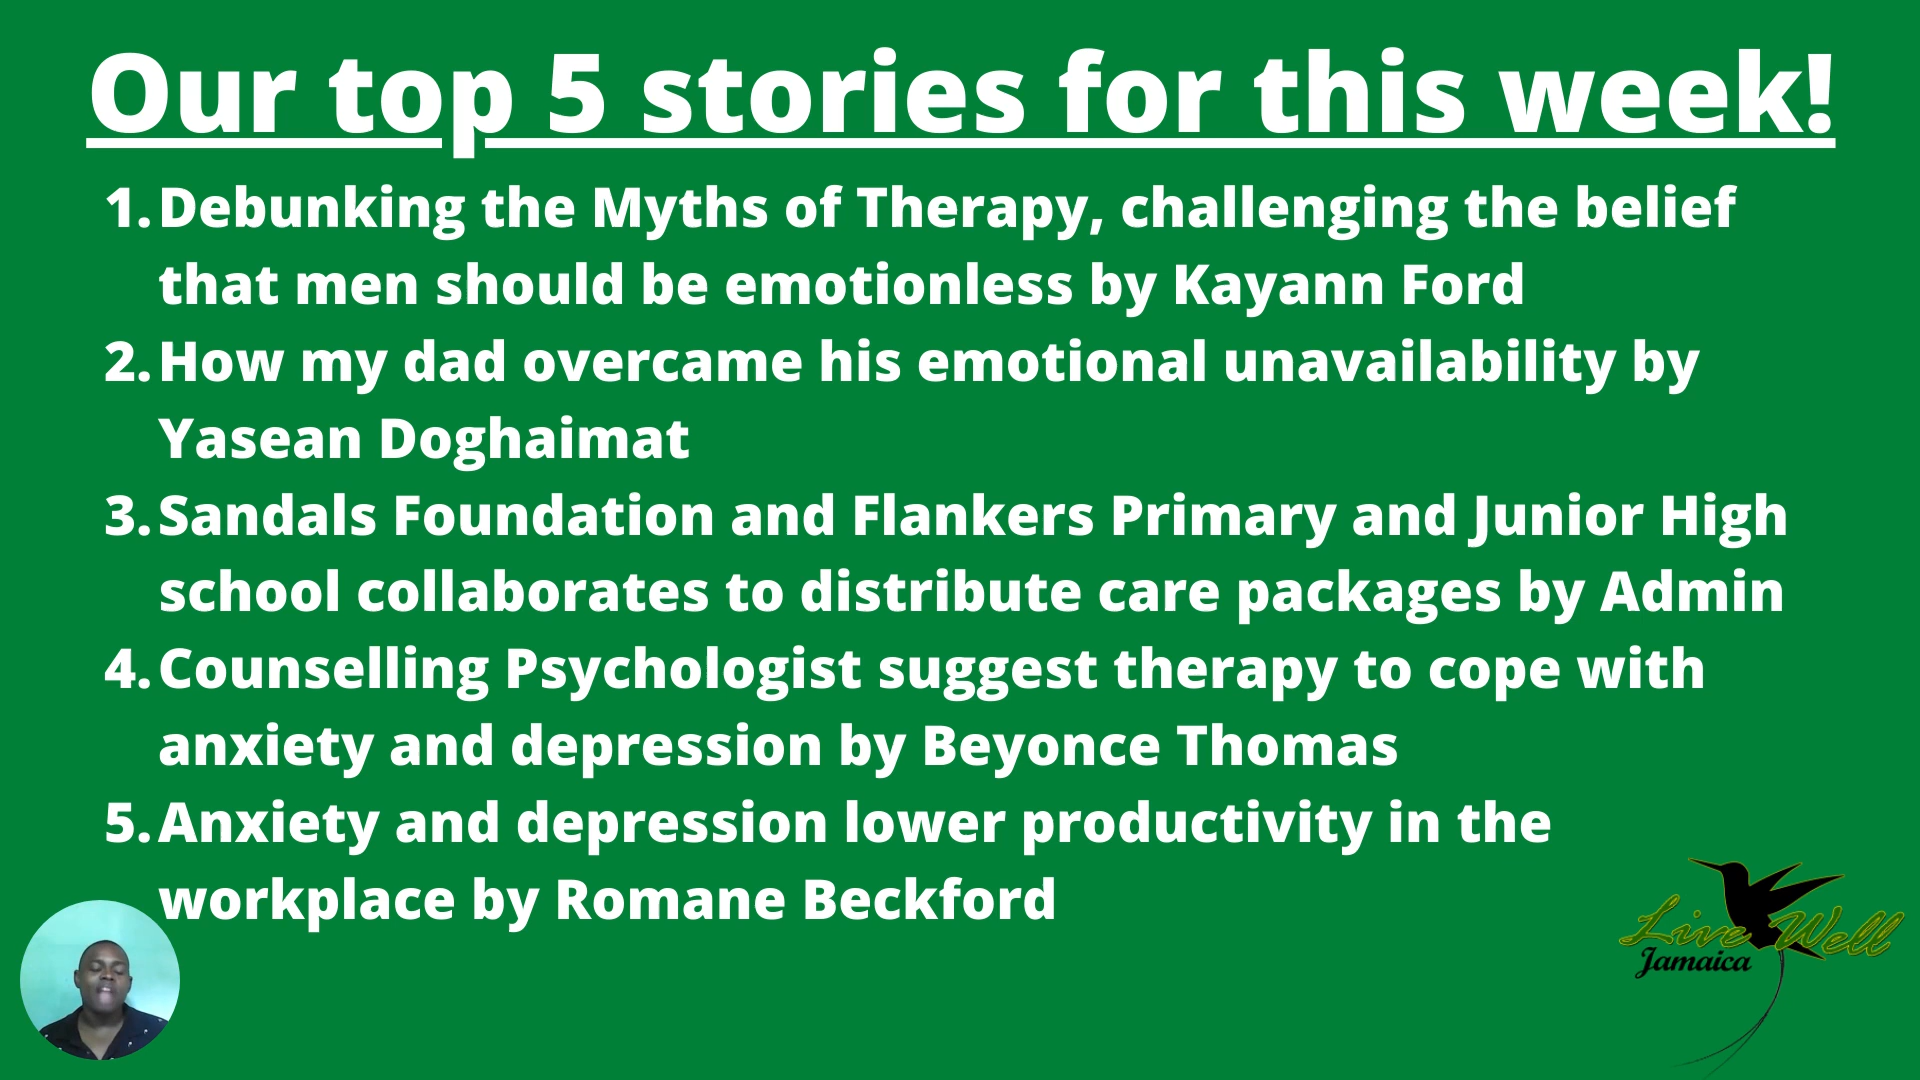 Our top 5 stories for this week!
1. Debunking the Myths of Therapy, challenging the belief
that men should be emotionless by Kayann Ford
2. How my dad overcame his emotional unavailability by
Yasean Doghaimat
3. Sandals Foundation and Flankers Primary and Junior High
school collaborates to distribute care packages by Admin
4. Counselling Psychologist suggest therapy to cope with
anxiety and depression by Beyonce Thomas
5. Anxiety and depression lower productivity in the
workplace by Romane Beckford
Live Well
Jamaica